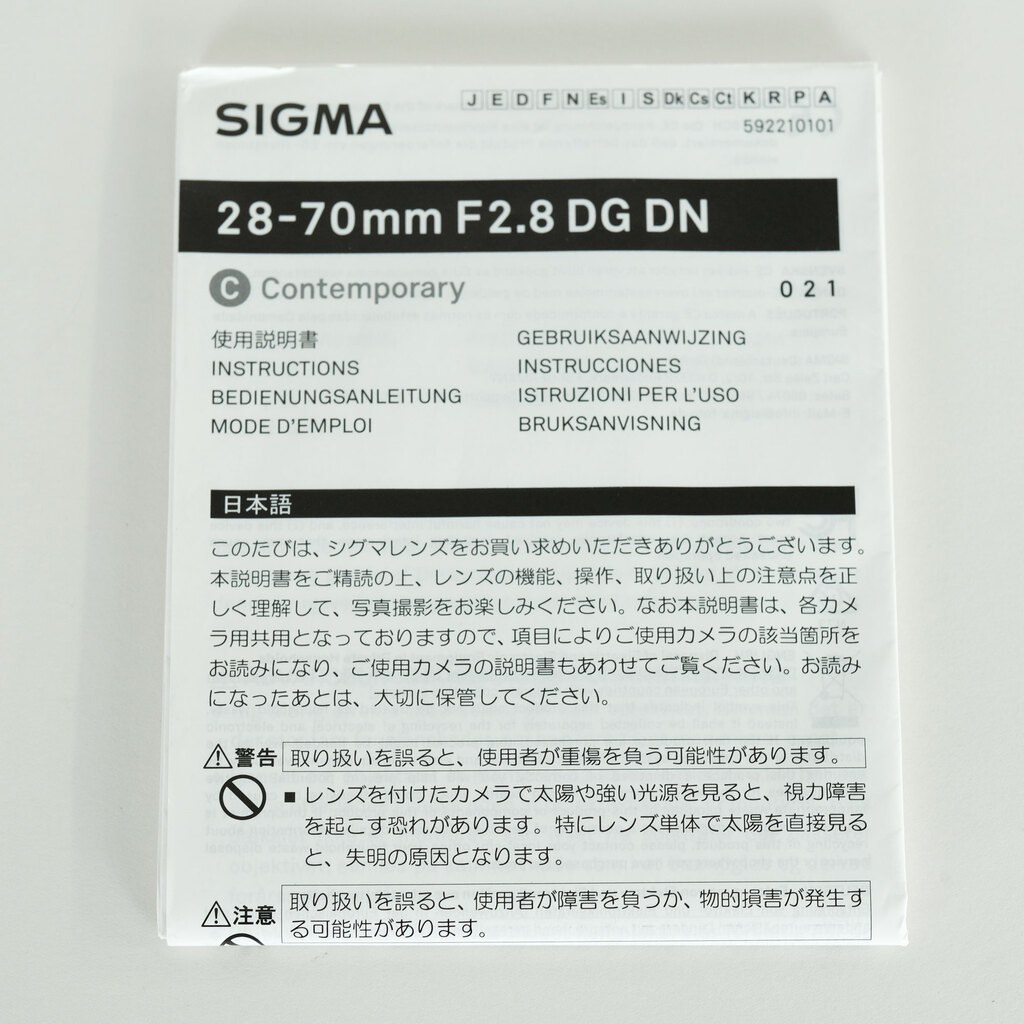 SIGMA
J E D F N Es I S Dk Cs Ct K R P A
592210101
28-70mm F2.8 DG DN
C Contemporary 021
使用説明書
INSTRUCTIONS
BEDIENUNGSANLEITUNG
MODE D'EMPLOI
GEBRUIKSAANWIJZING
INSTRUCCIONES
ISTRUZIONI PER L'USO
BRUKSANVISNING
日本語
このたびは、シグマレンズをお買い求めいただきありがとうございます。
本説明書をご精読の上、レンズの機能、操作、取り扱い上の注意点を正
しく理解して、写真撮影をお楽しみください。なお本説明書は、各カメ
ラ用共用となっておりますので、項目によりご使用カメラの該当箇所を
お読みになり、ご使用カメラの説明書もあわせてご覧ください。お読み
になったあとは、大切に保管してください。
警告 取り扱いを誤ると、使用者が重傷を負う可能性があります。
■ レンズを付けたカメラで太陽や強い光源を見ると、視力障害
を起こす恐れがあります。特にレンズ単体で太陽を直接見る
と、失明の原因となります。
注意 取り扱いを誤ると、使用者が障害を負うか、物的損害が発生す
る可能性があります。